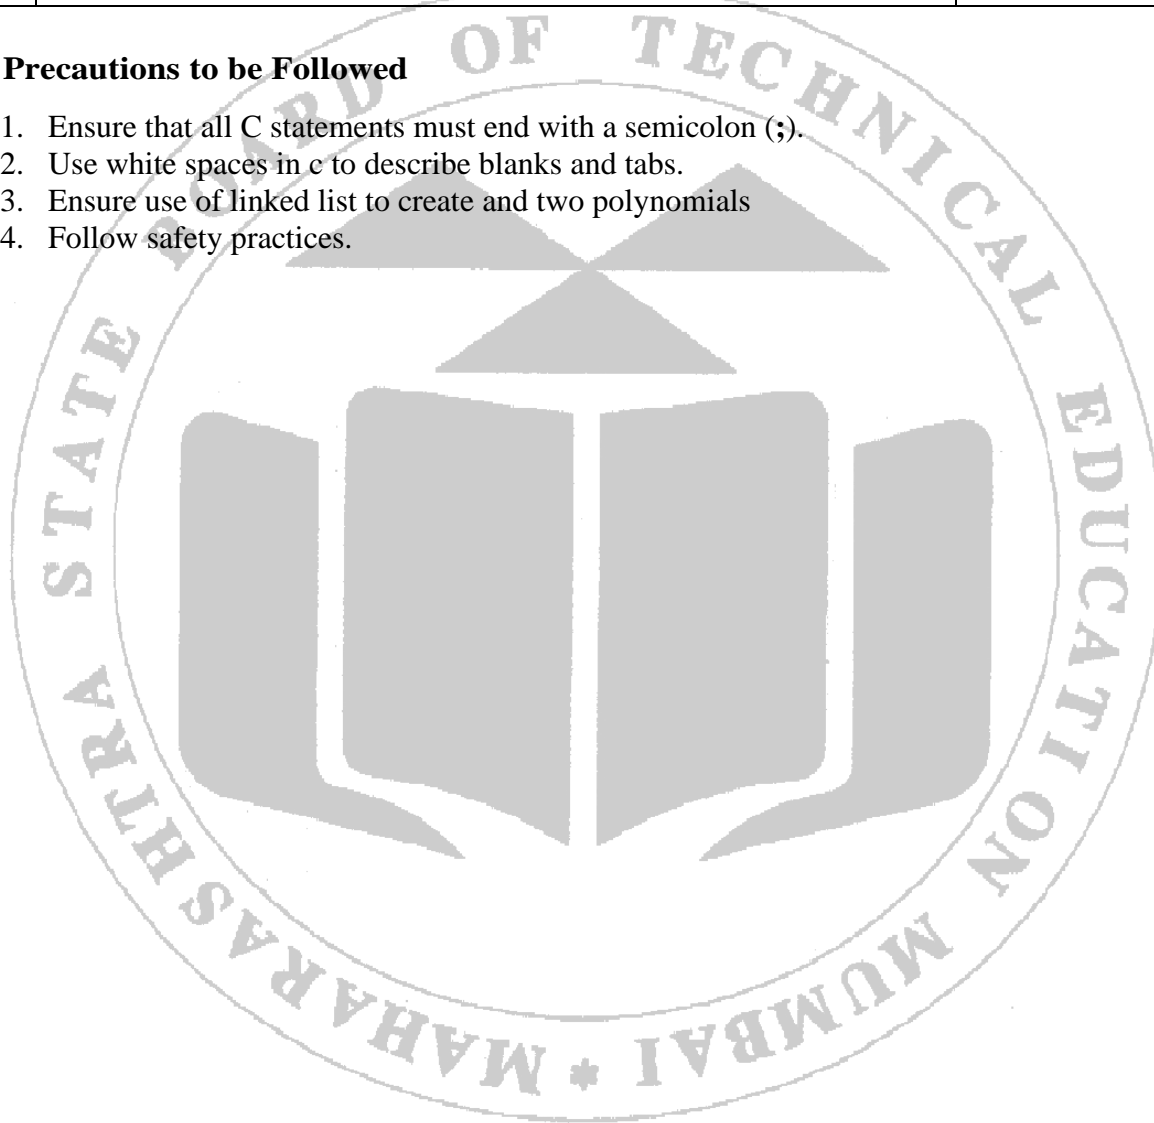 Precautions to be Followed
1. Ensure that all C statements must end with a semicolon (;).
2. Use white spaces in c to describe blanks and tabs.
3. Ensure use of linked list to create and two polynomials
4. Follow safety practices.
MAHARASHTRA STATE BOARD OF TECHNICAL EDUCATION MUMBAI *